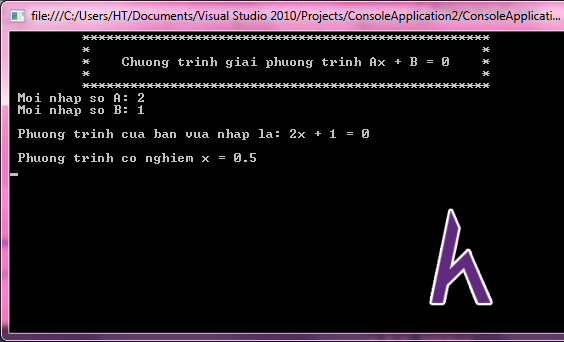 file:///C:/Users/HT/Documents/Visual Studio 2010/Projects/ConsoleApplication2/ConsoleApplicati...
***************************************************
* *
* Chuong trinh giai phuong trinh Ax + B = 0 *
* *
***************************************************
Moi nhap so A: 2
Moi nhap so B: 1
Phuong trinh cua ban vua nhap la: 2x + 1 = 0
Phuong trinh co nghiem x = 0.5